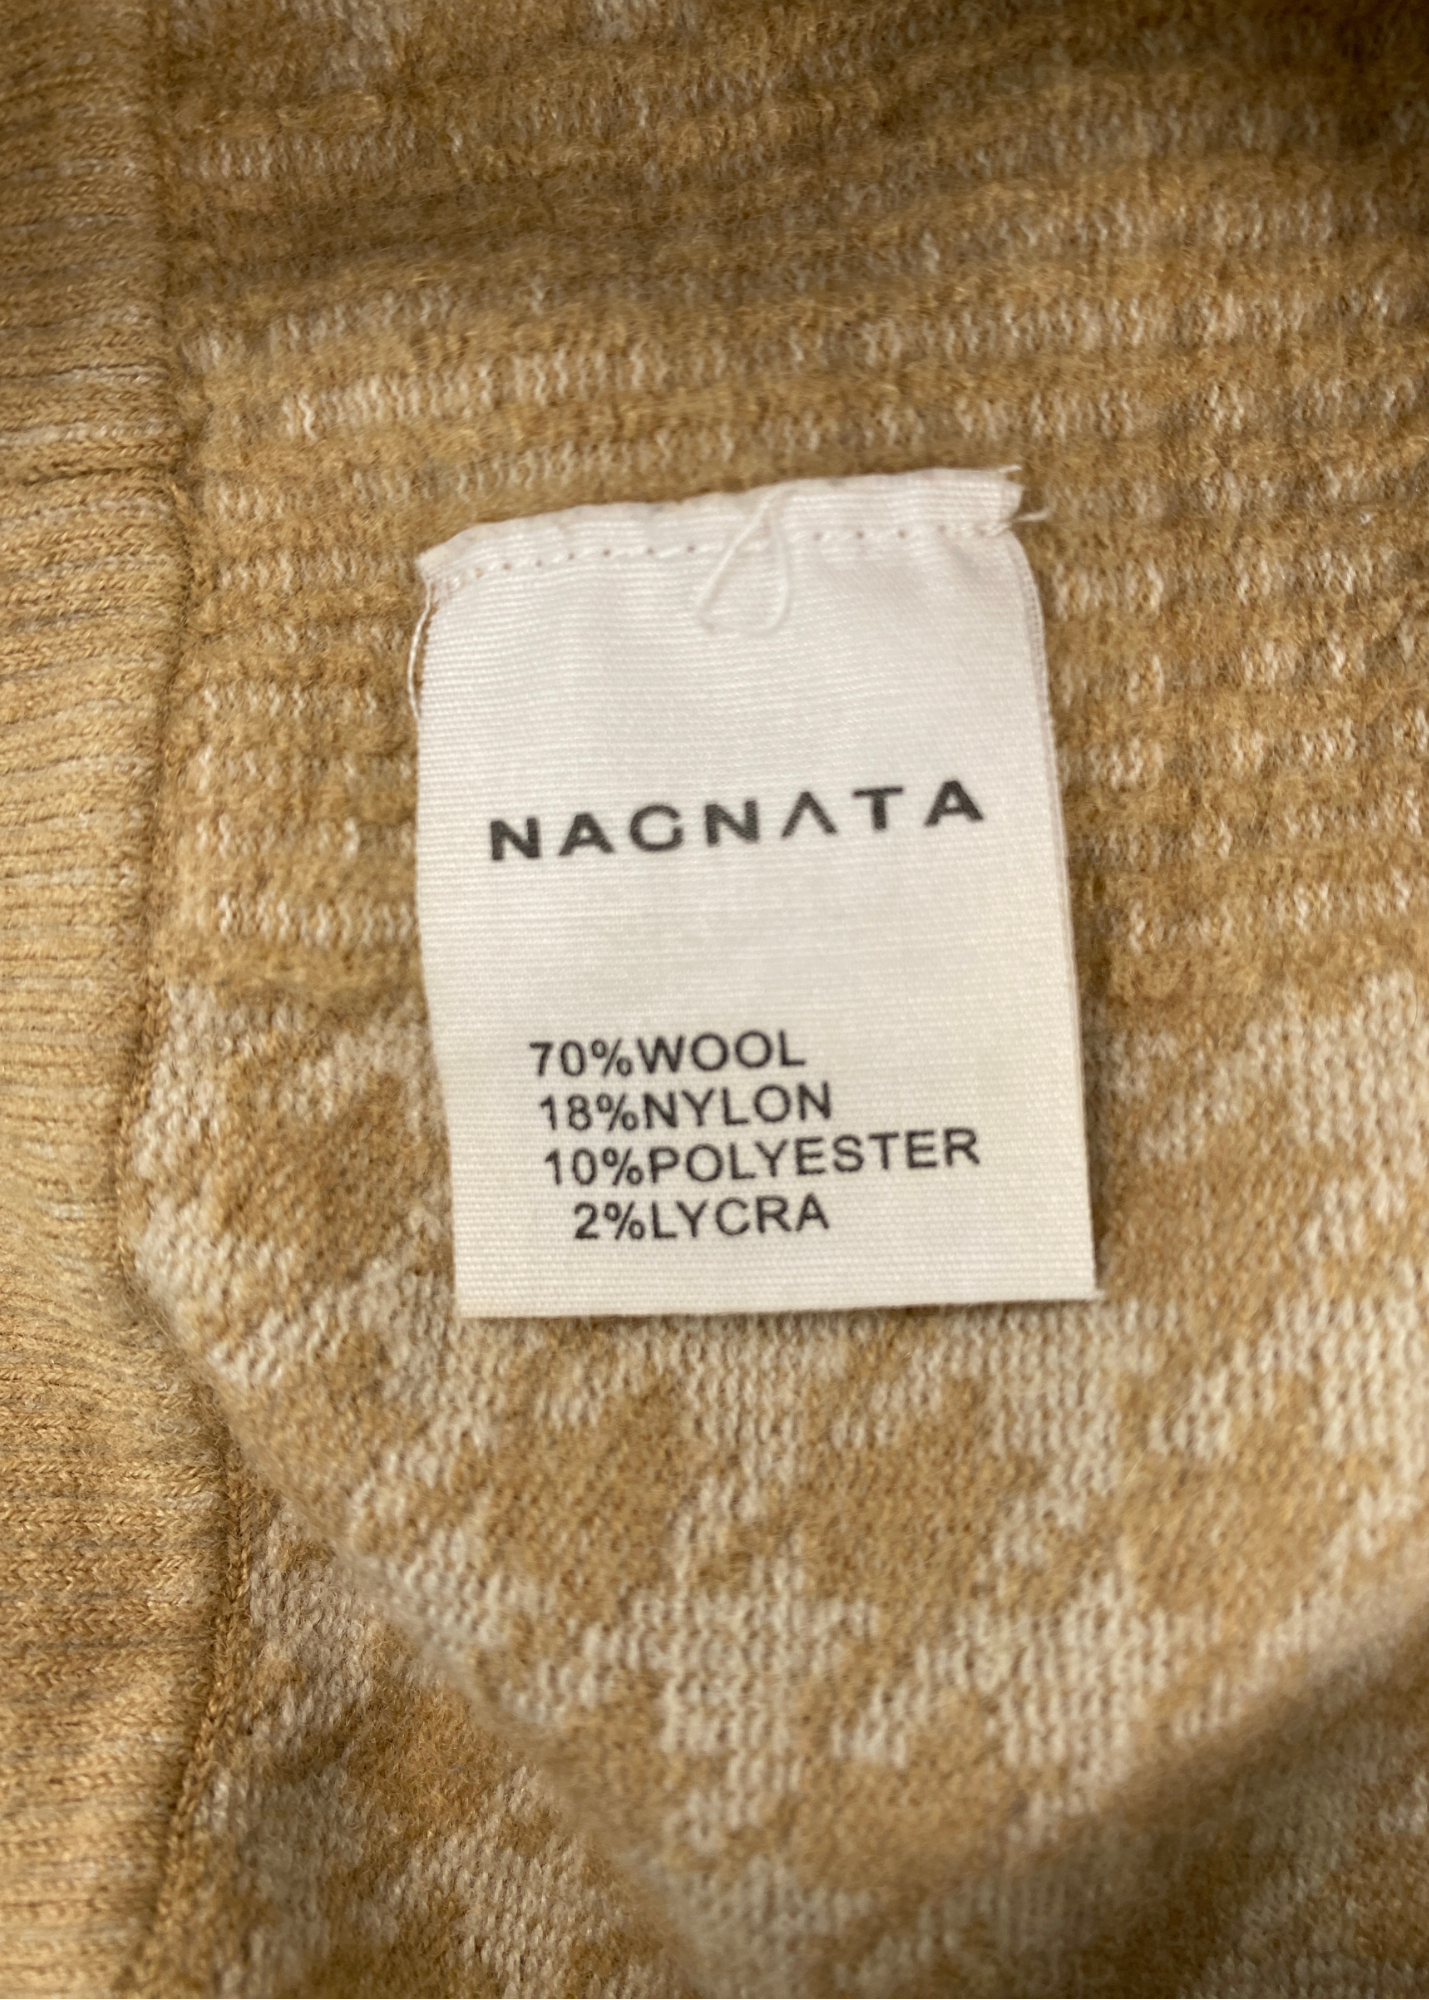 NAGNATA
70%WOOL
18%NYLON
10%POLYESTER
2%LYCRA